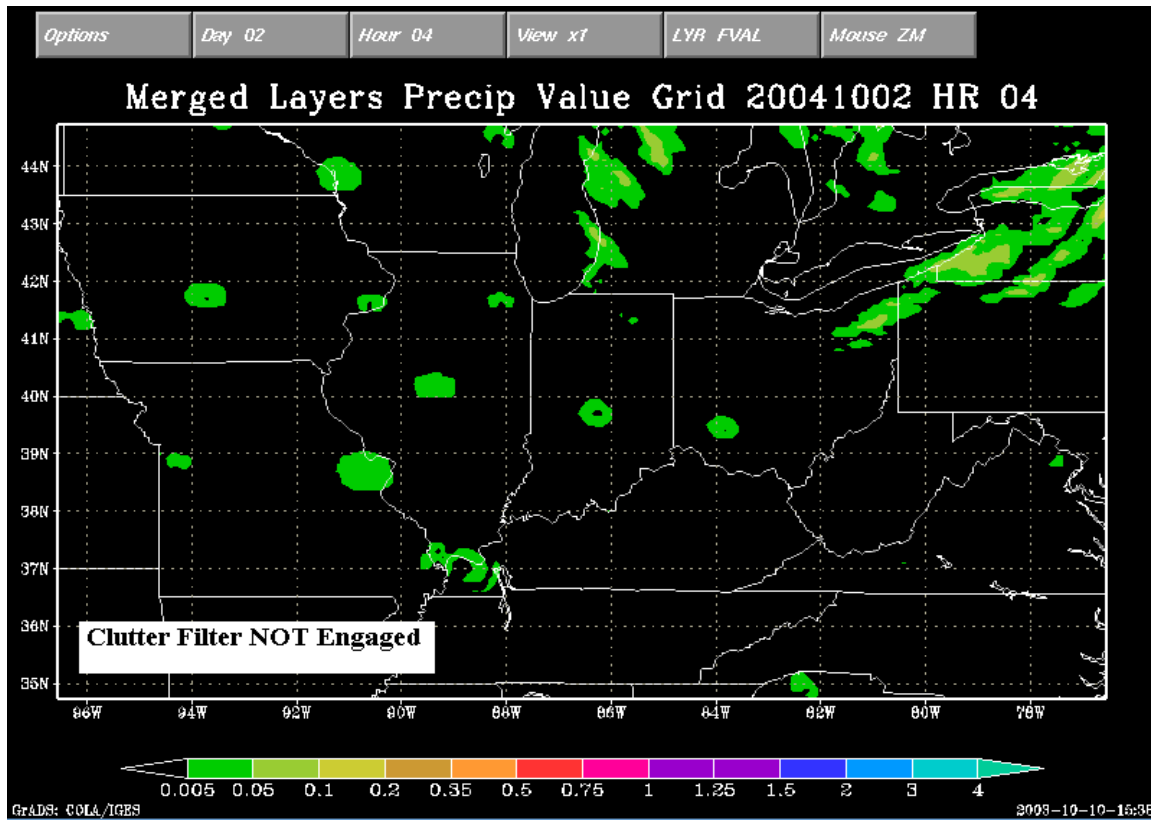 Options Day 02 Hour 04 View x1 LYR FVAL Mouse ZM
Merged Layers Precip Value Grid 20041002 HR 04
44N
43N
42N
41N
40N
39N
38N
37N
36N
35N
Clutter Filter NOT Engaged
96W 94W 92W 90W 88W 86W 84W 82W 80W 78W
0.005 0.05 0.1 0.2 0.35 0.5 0.75 1 1.25 1.5 2 3 4
GrADS: COLA/IGES